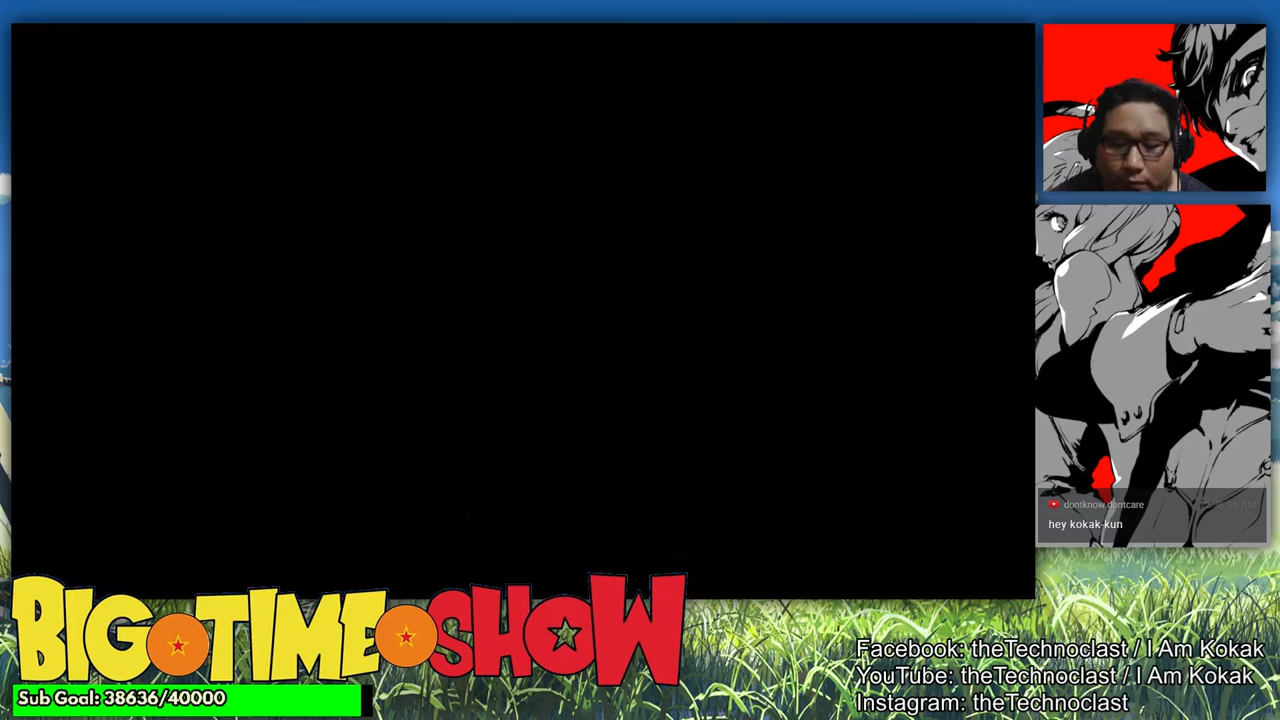 dontknow dontcare
hey kokak-kun
BIG TIME SHOW
Sub Goal: 38636/40000
Facebook: theTechnoclast / I Am Kokak
YouTube: theTechnoclast / I Am Kokak
Instagram: theTechnoclast